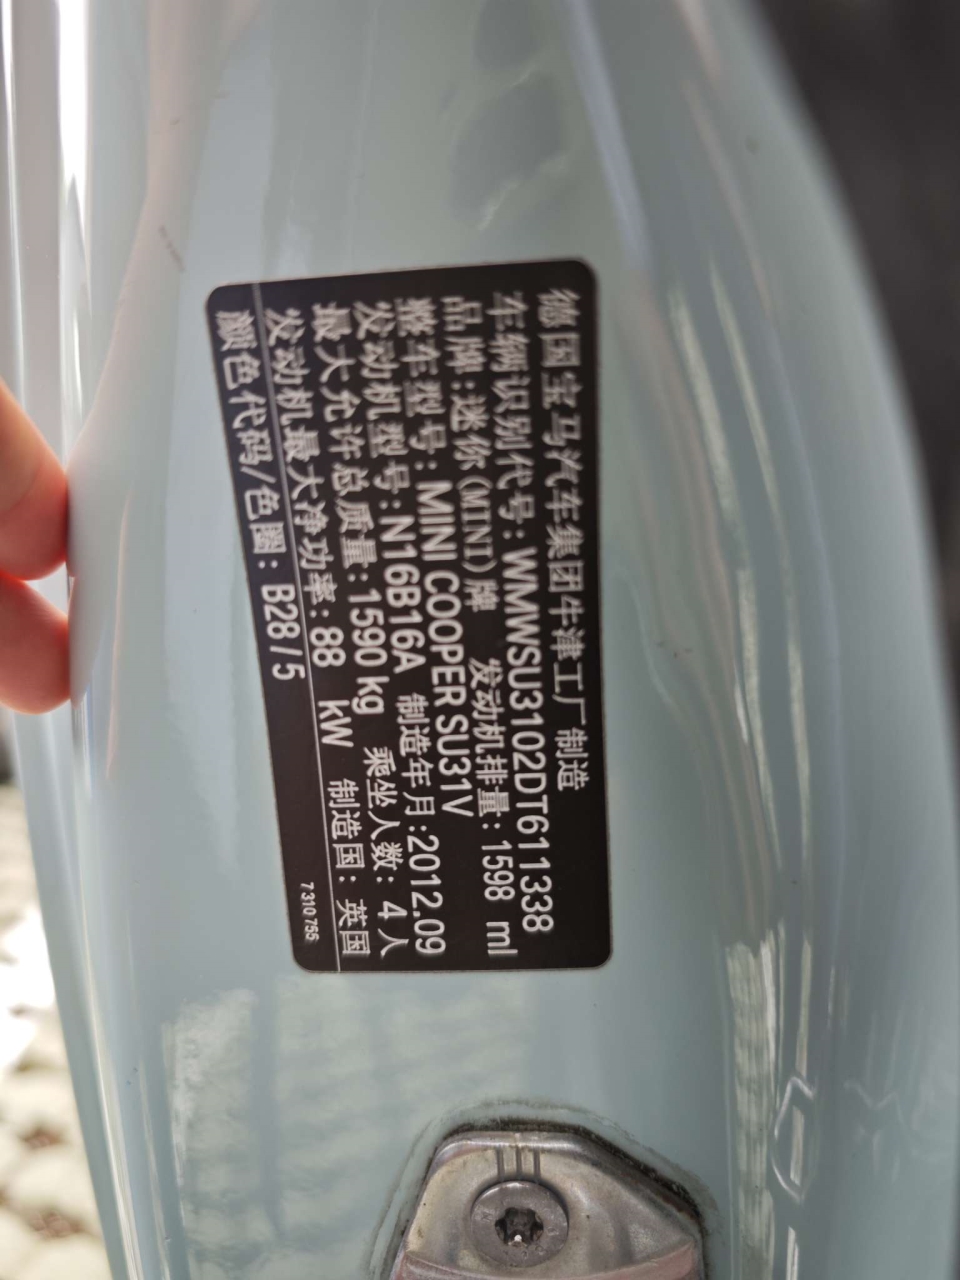 德国宝马汽车集团牛津工厂制造
车辆识别代号:WMWSU3102DT611338
品牌:迷你(MINI)牌 发动机排量:1598 ml
整车型号:MINI COOPER SU31V
发动机型号:N16B16A 制造年月:2012.09
最大允许总质量:1590 kg 乘坐人数: 4人
发动机最大净功率:88 kW 制造国: 英国
颜色代码/色圈: B28/5 7 310 755